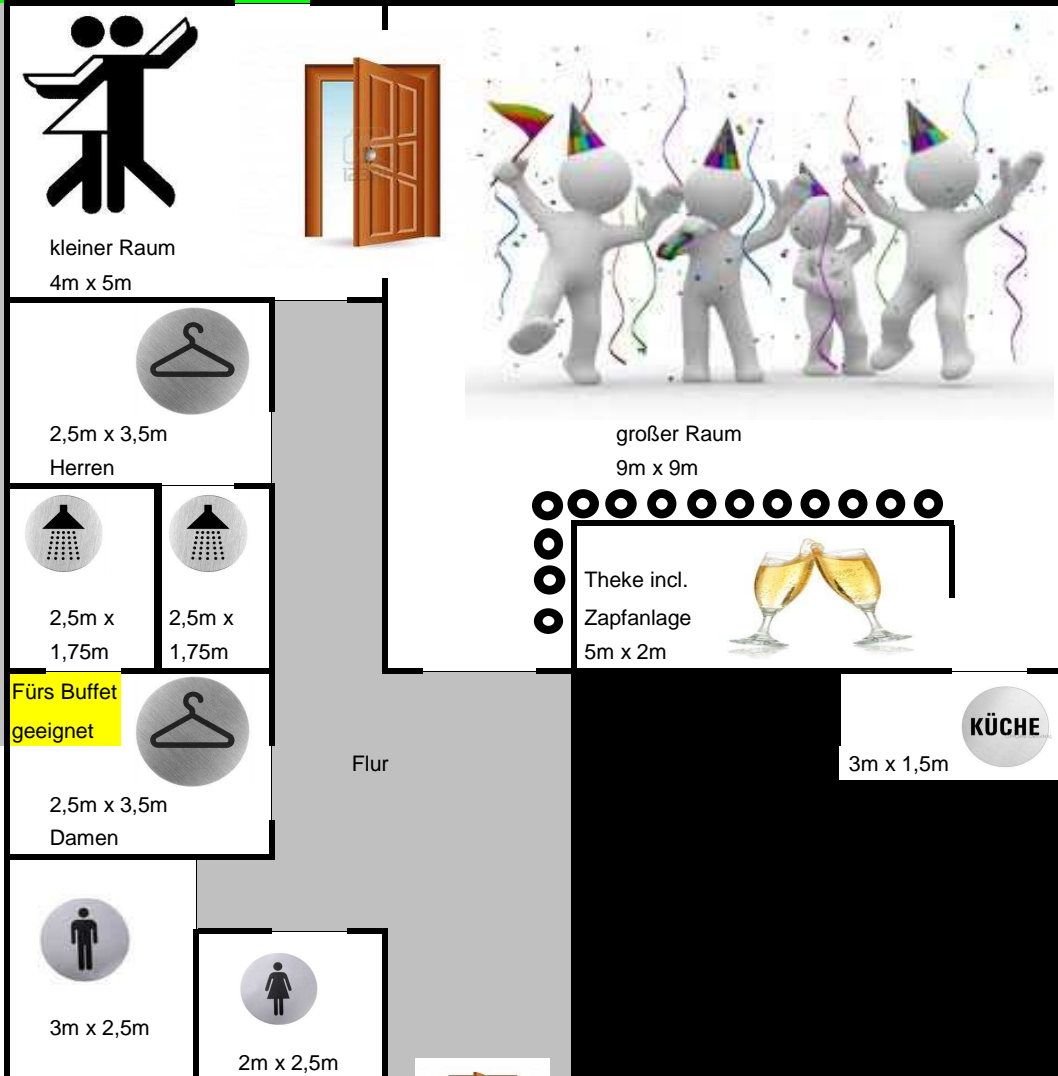 kleiner Raum
4m x 5m
2,5m x 3,5m
Herren
großer Raum
9m x 9m
2,5m x
1,75m
2,5m x
1,75m
Theke incl.
Zapfanlage
5m x 2m
Fürs Buffet
geeignet
2,5m x 3,5m
Damen
Flur
KÜCHE
3m x 1,5m
3m x 2,5m
2m x 2,5m